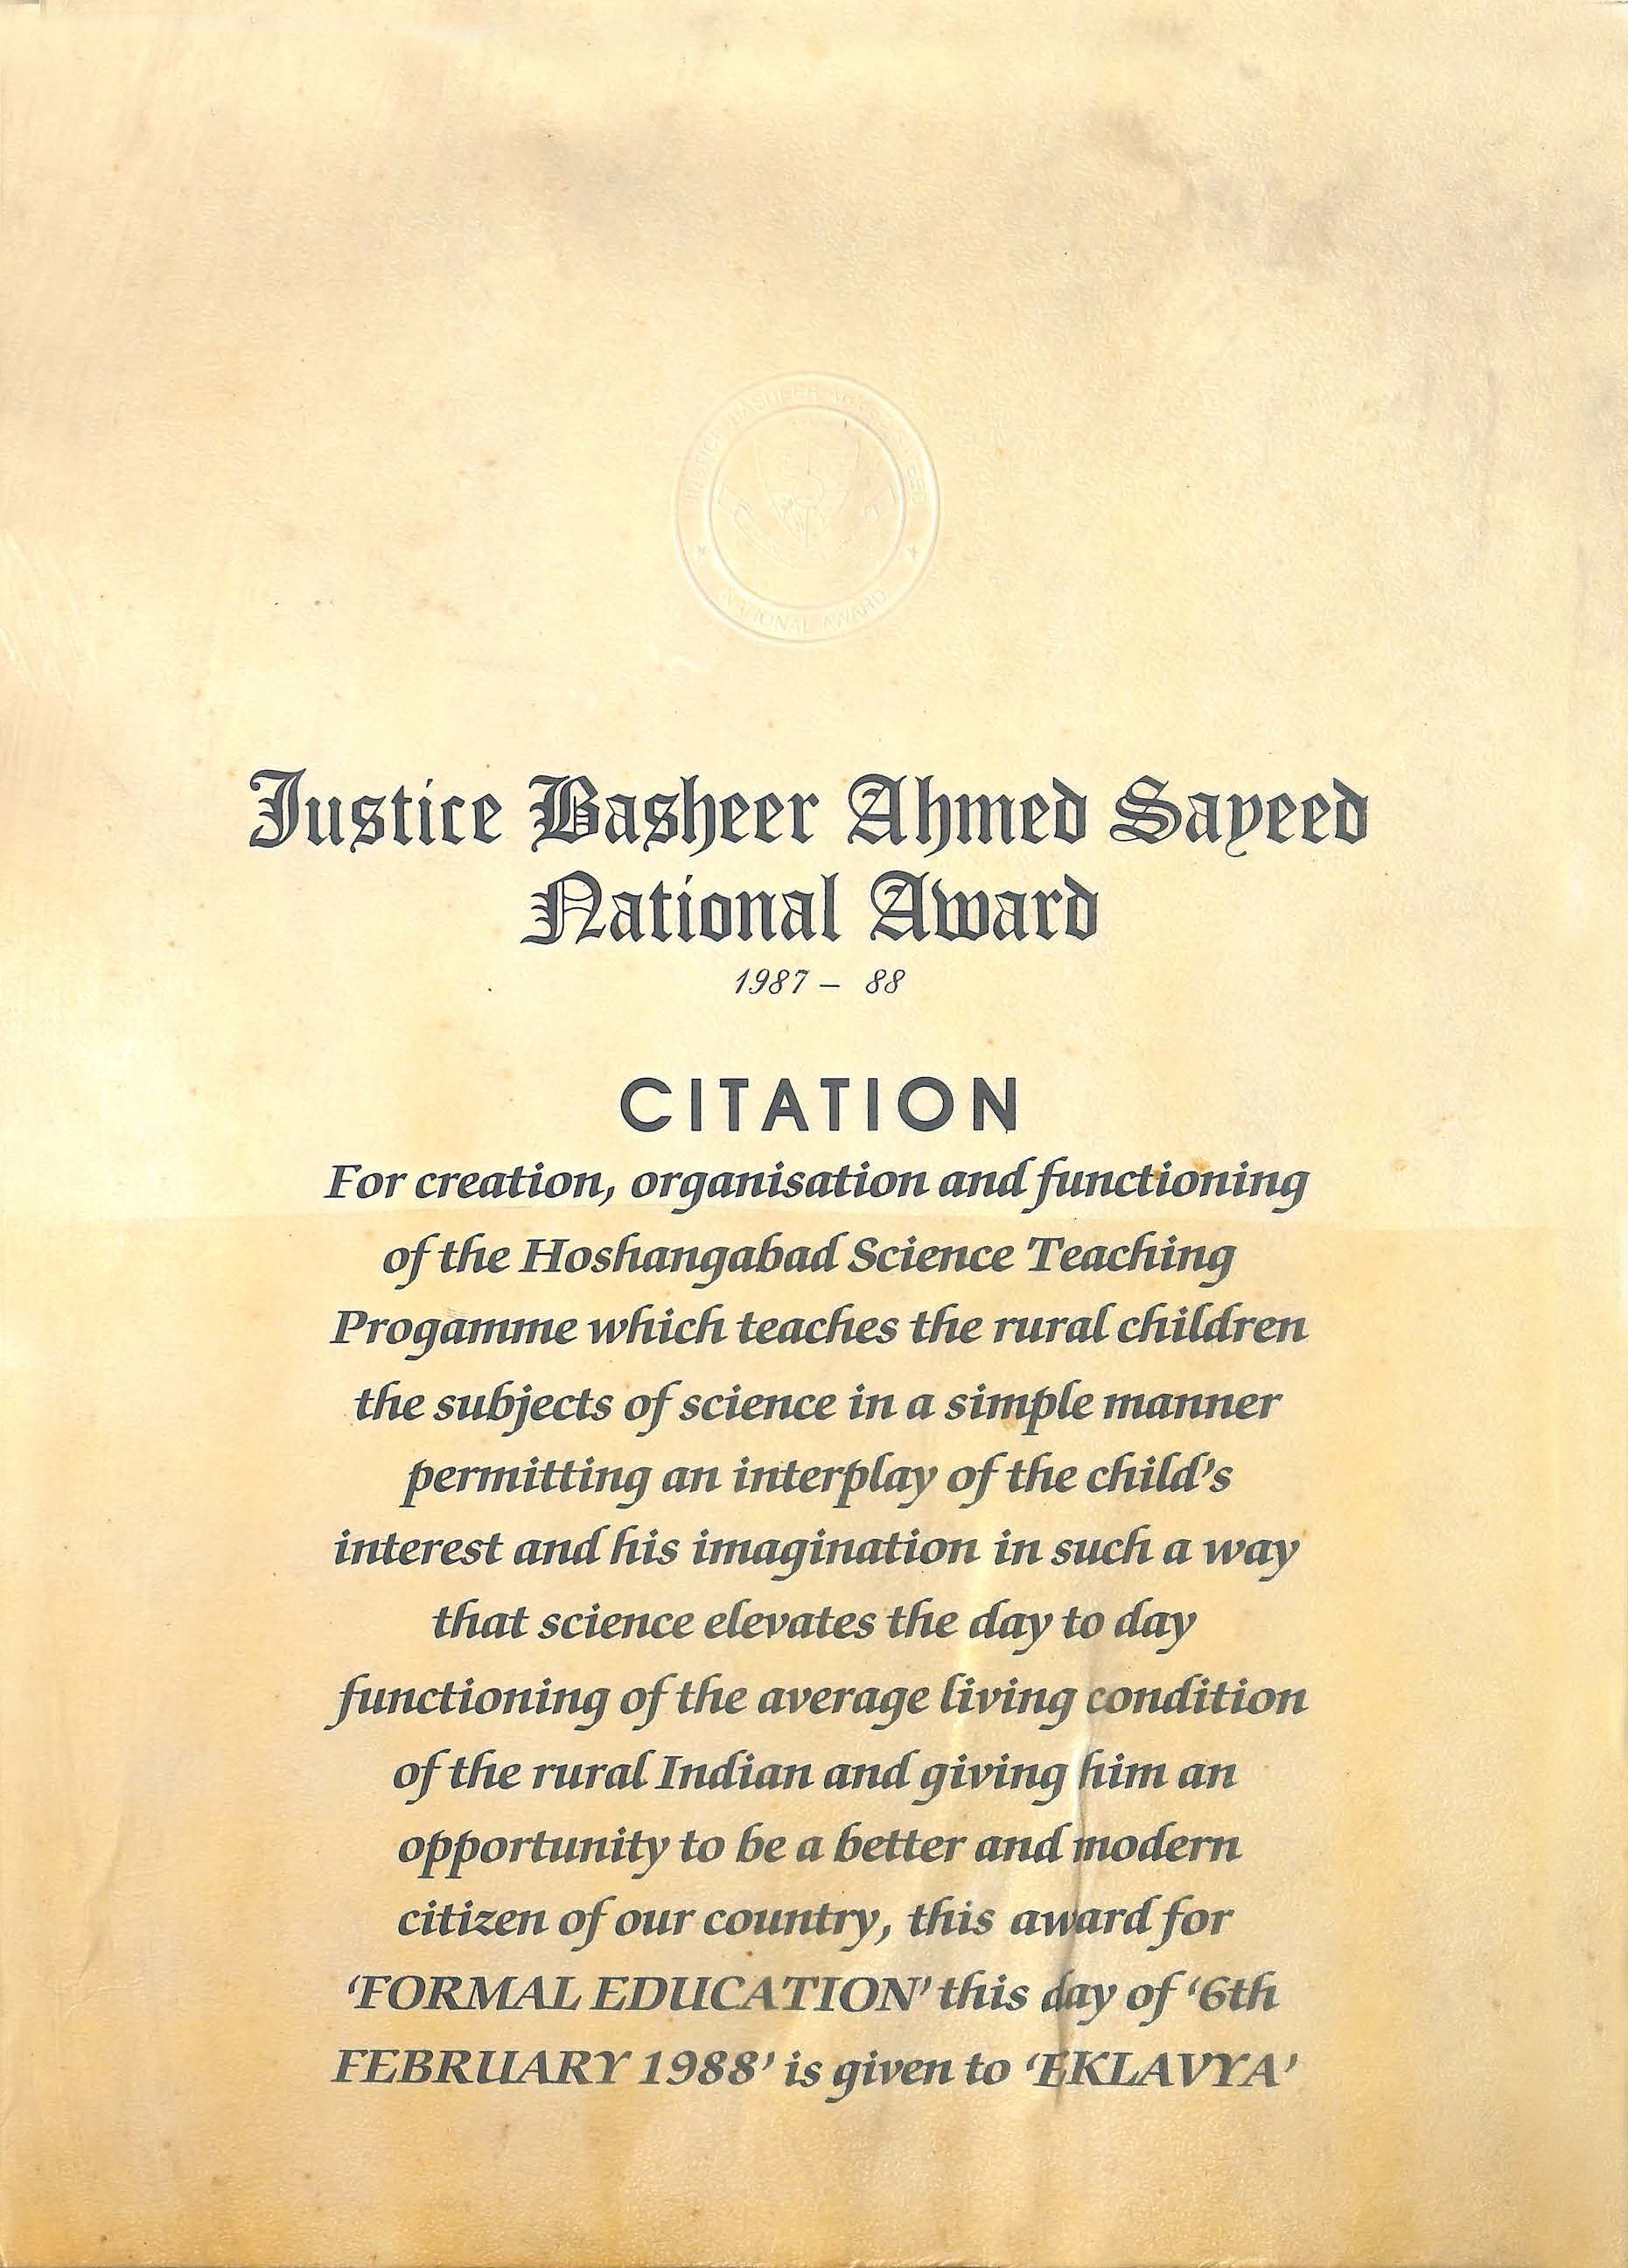 NATIONAL AWARD
Justice Basheer Ahmed Sayeed
National Award
1987 – 88
CITATION
For creation, organisation and functioning
of the Hoshangabad Science Teaching
Progamme which teaches the rural children
the subjects of science in a simple manner
permitting an interplay of the child's
interest and his imagination in such a way
that science elevates the day to day
functioning of the average living condition
of the rural Indian and giving him an
opportunity to be a better and modern
citizen of our country, this award for
‘FORMAL EDUCATION’ this day of ‘6th
FEBRUARY 1988’ is given to ‘EKLAVYA’